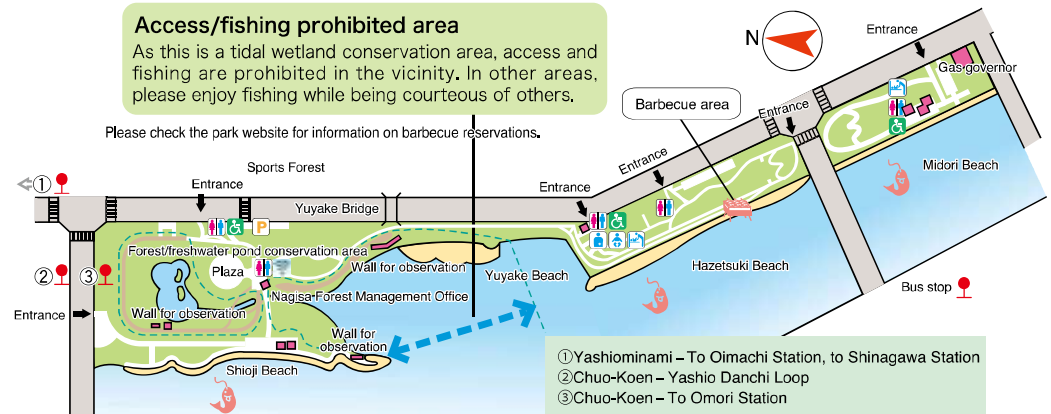 Access/fishing prohibited area
As this is a tidal wetland conservation area, access and
fishing are prohibited in the vicinity. In other areas,
please enjoy fishing while being courteous of others.
Please check the park website for information on barbecue reservations.
N
Entrance
Gas governor
Barbecue area
Entrance
Midori Beach
Sports Forest
Entrance
①
Entrance
Entrance
Yuyake Bridge
P
Forest/freshwater pond conservation area
Plaza
Wall for observation
Yuyake Beach
Hazetsuki Beach
② ③
Nagisa Forest Management Office
Bus stop
Entrance
Wall for observation
Wall for
observation
Shioji Beach
①Yashiominami – To Oimachi Station, to Shinagawa Station
②Chuo-Koen – Yashio Danchi Loop
③Chuo-Koen – To Omori Station